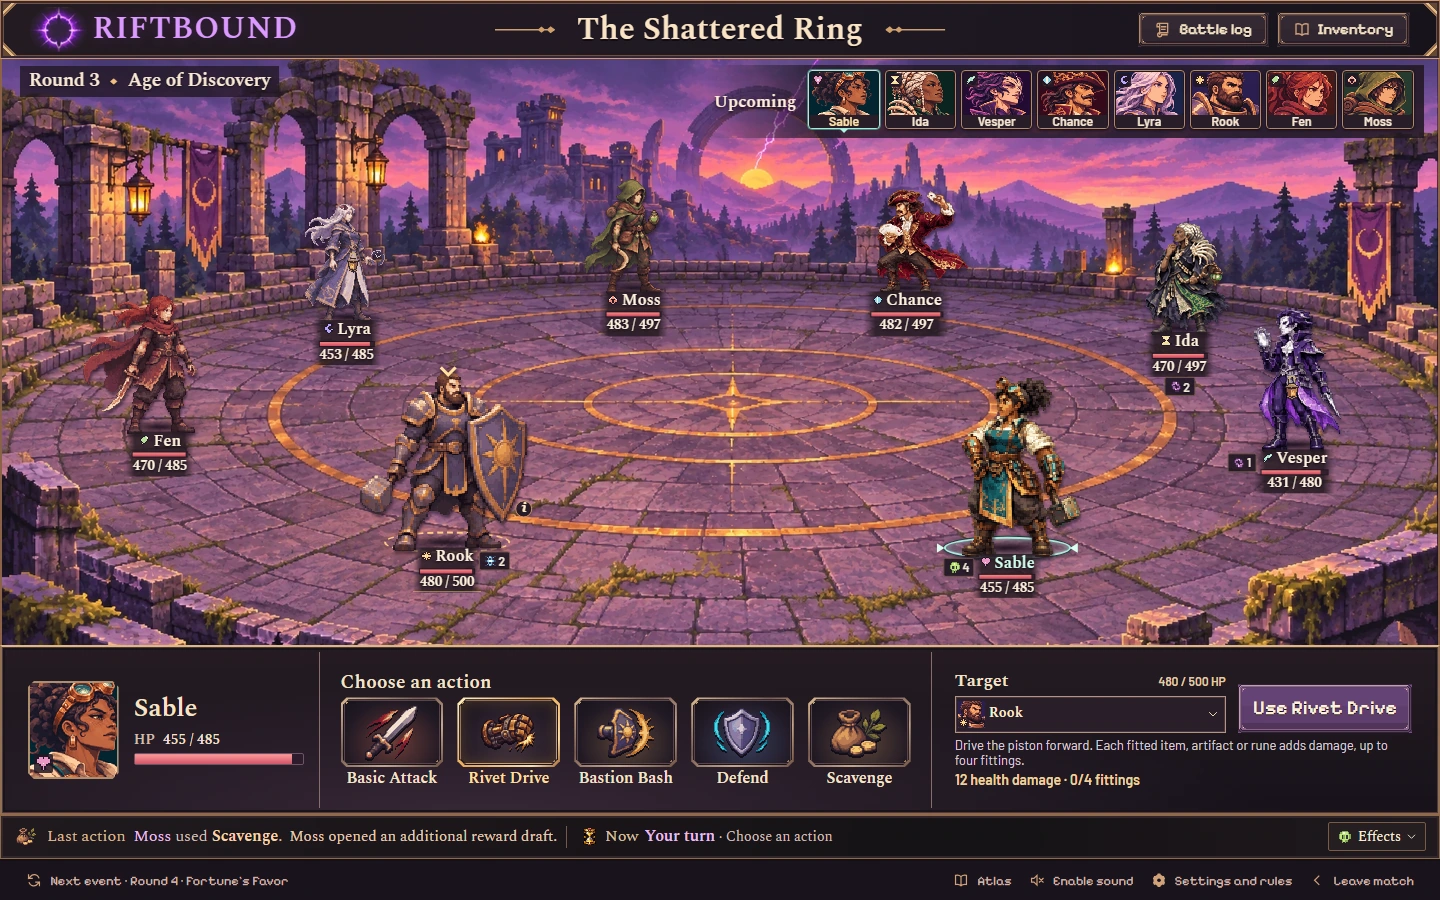 RIFTBOUND
The Shattered Ring
Battle log
Inventory
Round 3 • Age of Discovery
Upcoming
Sable
Ida
Vesper
Chance
Lyra
Rook
Fen
Moss
Moss
483 / 497
Chance
482 / 497
Lyra
453 / 485
Ida
470 / 497
2
Fen
470 / 485
Vesper
1
431 / 480
i
Rook
2
480 / 500
Sable
4
455 / 485
Sable
HP 455 / 485
Choose an action
Basic Attack
Rivet Drive
Bastion Bash
Defend
Scavenge
Target
480 / 500 HP
Rook
Use Rivet Drive
Drive the piston forward. Each fitted item, artifact or rune adds damage, up to
four fittings.
12 health damage · 0/4 fittings
Last action Moss used Scavenge. Moss opened an additional reward draft.
Now Your turn · Choose an action
Effects
Next event · Round 4 · Fortune's Favor
Atlas
Enable sound
Settings and rules
Leave match